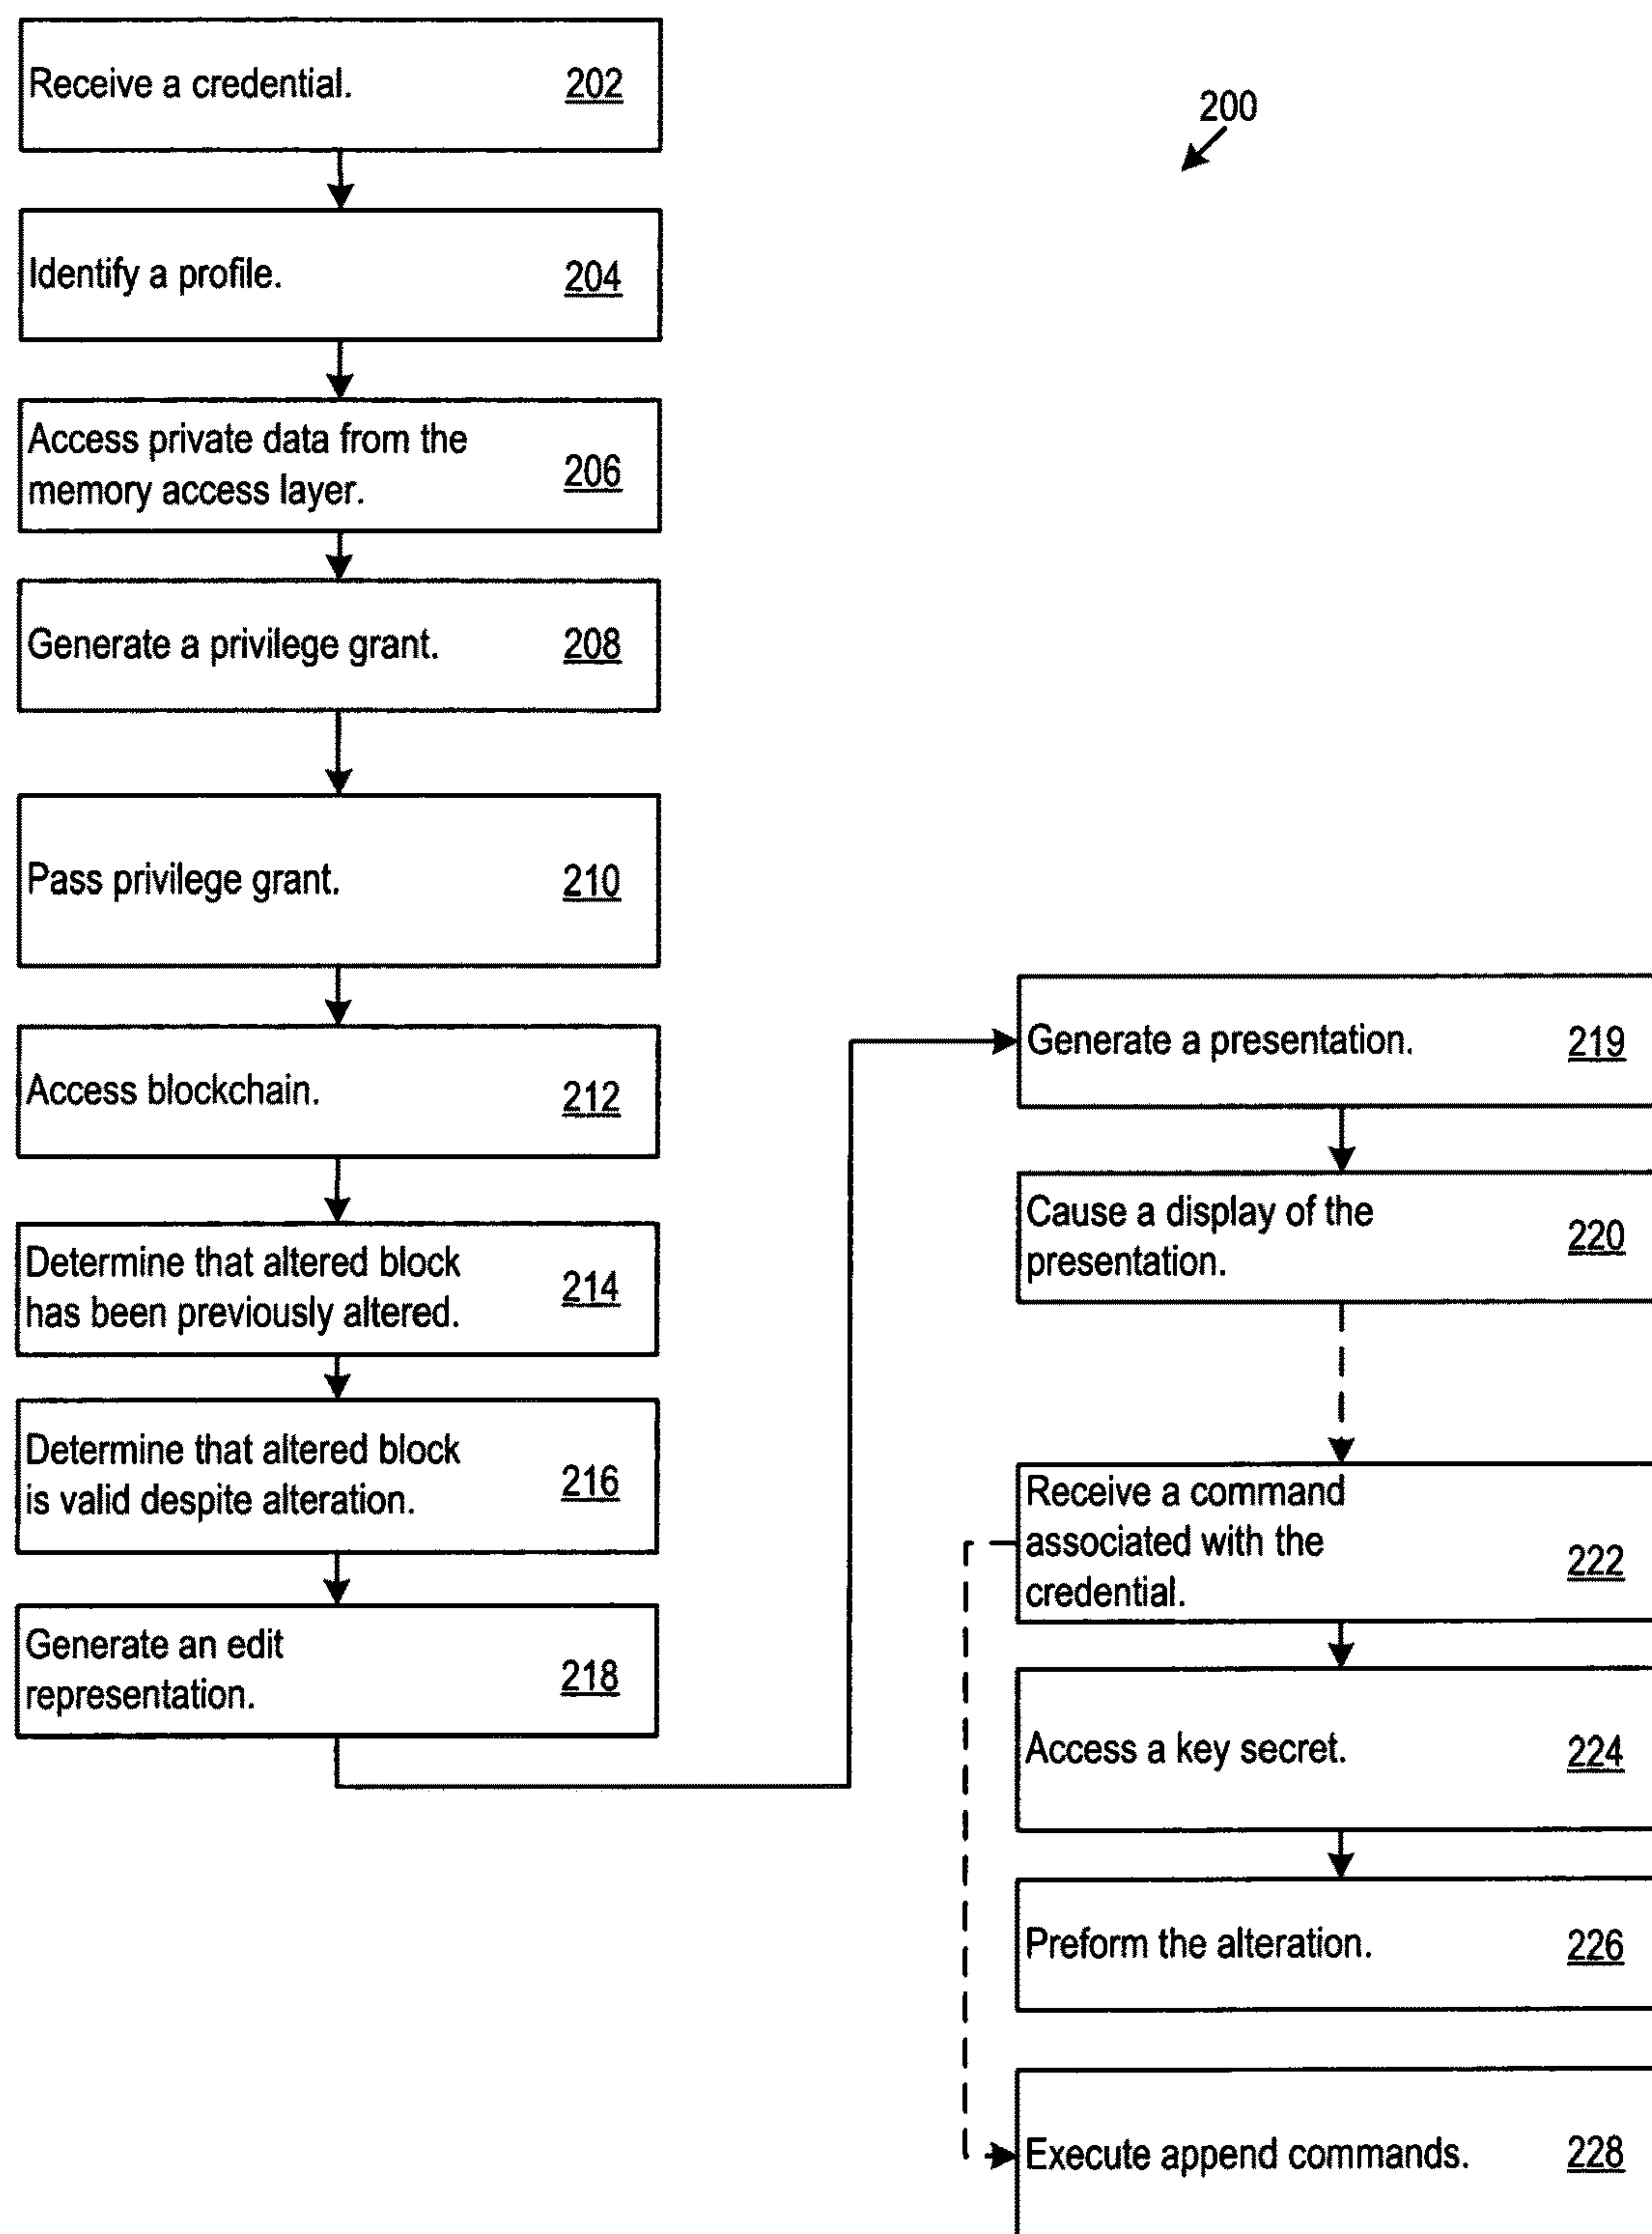 Receive a credential. 202
200
Identify a profile. 204
Access private data from the
memory access layer. 206
Generate a privilege grant. 208
Pass privilege grant. 210
Access blockchain. 212
Determine that altered block
has been previously altered. 214
Determine that altered block
is valid despite alteration. 216
Generate an edit
representation. 218
Generate a presentation. 219
Cause a display of the
presentation. 220
Receive a command
associated with the
credential. 222
Access a key secret. 224
Preform the alteration. 226
Execute append commands. 228